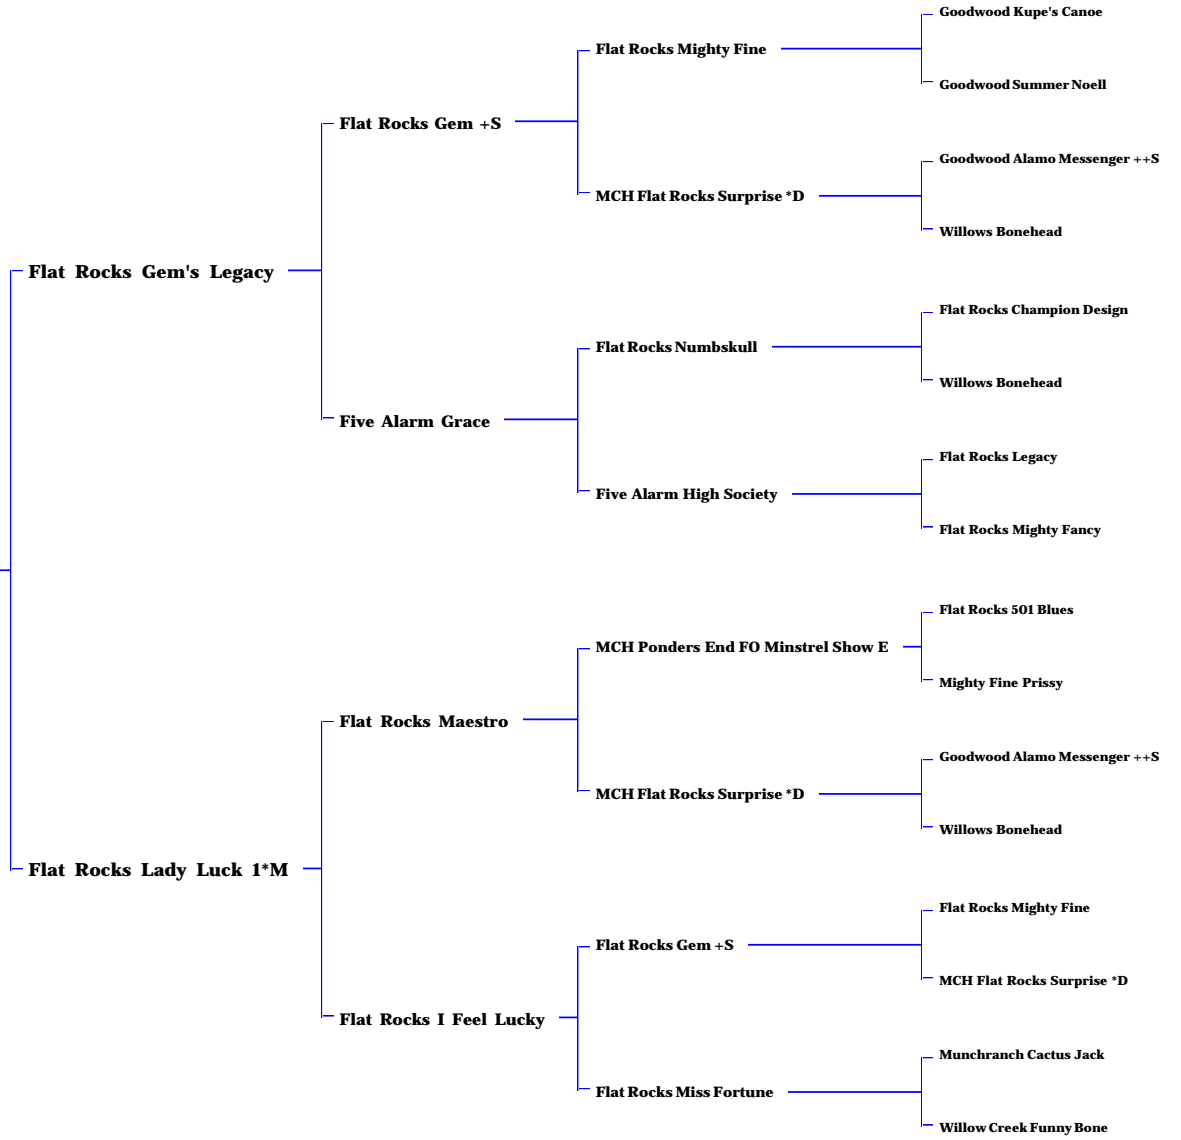 Goodwood Kupe's Canoe
Flat Rocks Mighty Fine
Goodwood Summer Noell
Flat Rocks Gem +S
Goodwood Alamo Messenger ++S
MCH Flat Rocks Surprise *D
Willows Bonehead
Flat Rocks Gem's Legacy
Flat Rocks Champion Design
Flat Rocks Numbskull
Willows Bonehead
Five Alarm Grace
Flat Rocks Legacy
Five Alarm High Society
Flat Rocks Mighty Fancy
Flat Rocks 501 Blues
MCH Ponders End FO Minstrel Show E
Mighty Fine Prissy
Flat Rocks Maestro
Goodwood Alamo Messenger ++S
MCH Flat Rocks Surprise *D
Willows Bonehead
Flat Rocks Lady Luck 1*M
Flat Rocks Mighty Fine
Flat Rocks Gem +S
MCH Flat Rocks Surprise *D
Flat Rocks I Feel Lucky
Munchranch Cactus Jack
Flat Rocks Miss Fortune
Willow Creek Funny Bone